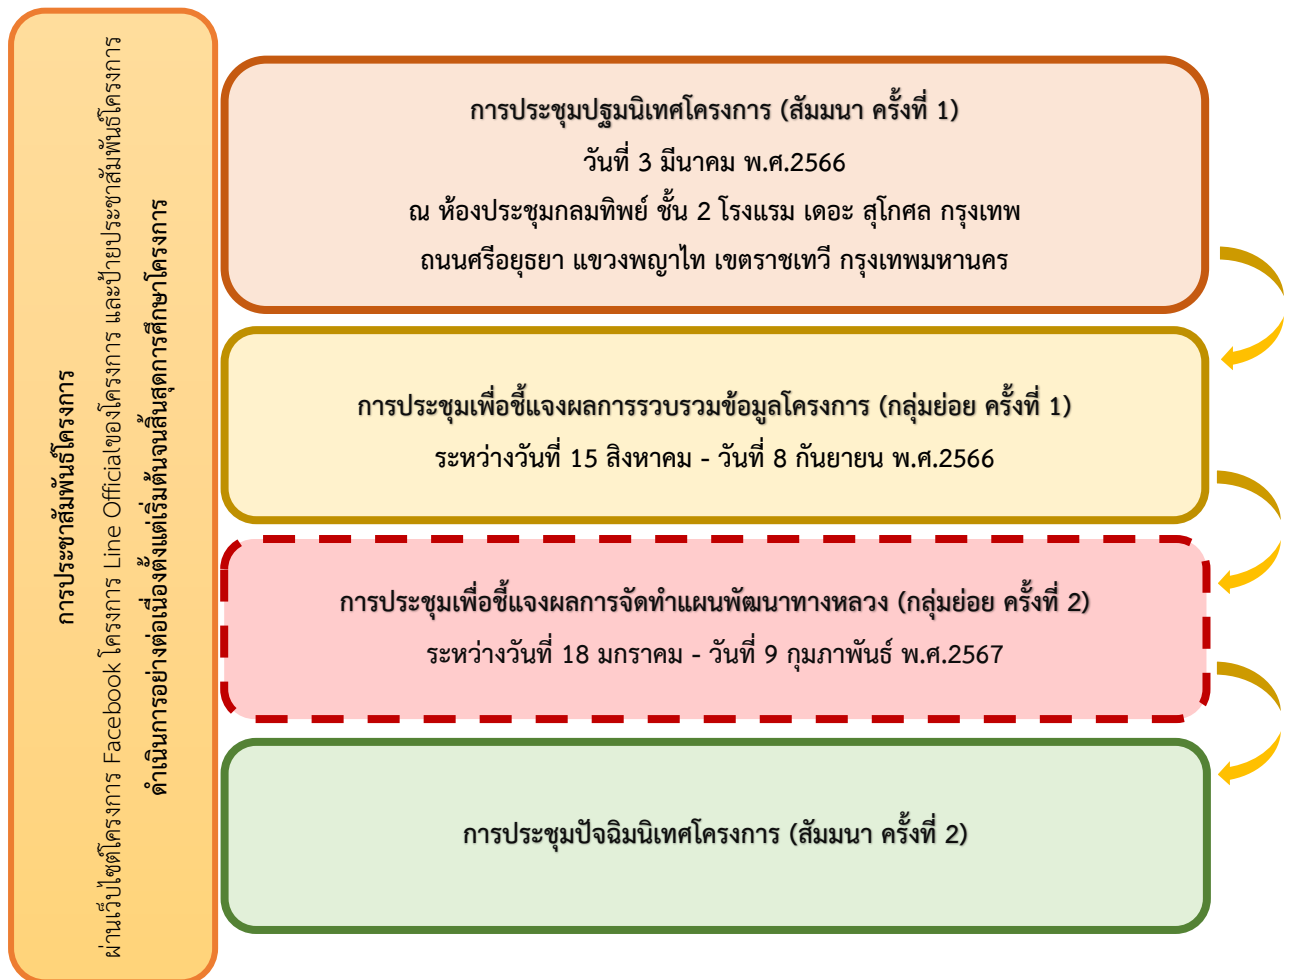 การประชาสัมพันธ์โครงการ
ผ่านเว็บไซต์โครงการ Facebook โครงการ Line Officialของโครงการ และป้ายประชาสัมพันธ์โครงการ
ดำเนินการอย่างต่อเนื่องตั้งแต่เริ่มต้นจนสิ้นสุดการศึกษาโครงการ
การประชุมปฐมนิเทศโครงการ (สัมมนา ครั้งที่ 1)
วันที่ 3 มีนาคม พ.ศ.2566
ณ ห้องประชุมกลมทิพย์ ชั้น 2 โรงแรม เดอะ สุโกศล กรุงเทพ
ถนนศรีอยุธยา แขวงพญาไท เขตราชเทวี กรุงเทพมหานคร
การประชุมเพื่อชี้แจงผลการรวบรวมข้อมูลโครงการ (กลุ่มย่อย ครั้งที่ 1)
ระหว่างวันที่ 15 สิงหาคม - วันที่ 8 กันยายน พ.ศ.2566
การประชุมเพื่อชี้แจงผลการจัดทำแผนพัฒนาทางหลวง (กลุ่มย่อย ครั้งที่ 2)
ระหว่างวันที่ 18 มกราคม - วันที่ 9 กุมภาพันธ์ พ.ศ.2567
การประชุมปัจฉิมนิเทศโครงการ (สัมมนา ครั้งที่ 2)